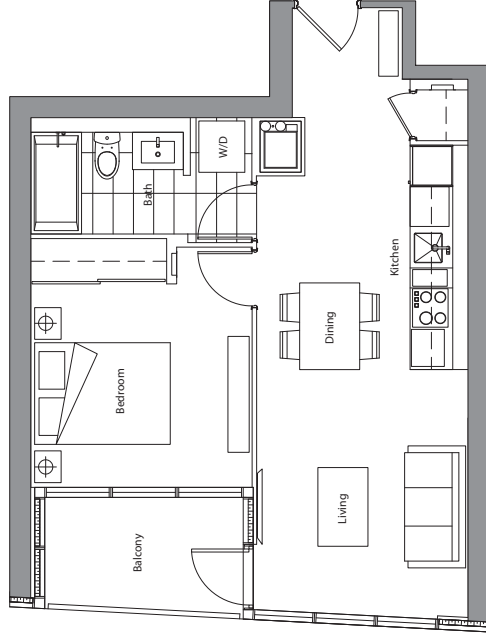 W/D
Bath
Kitchen
Dining
Bedroom
Living
Balcony